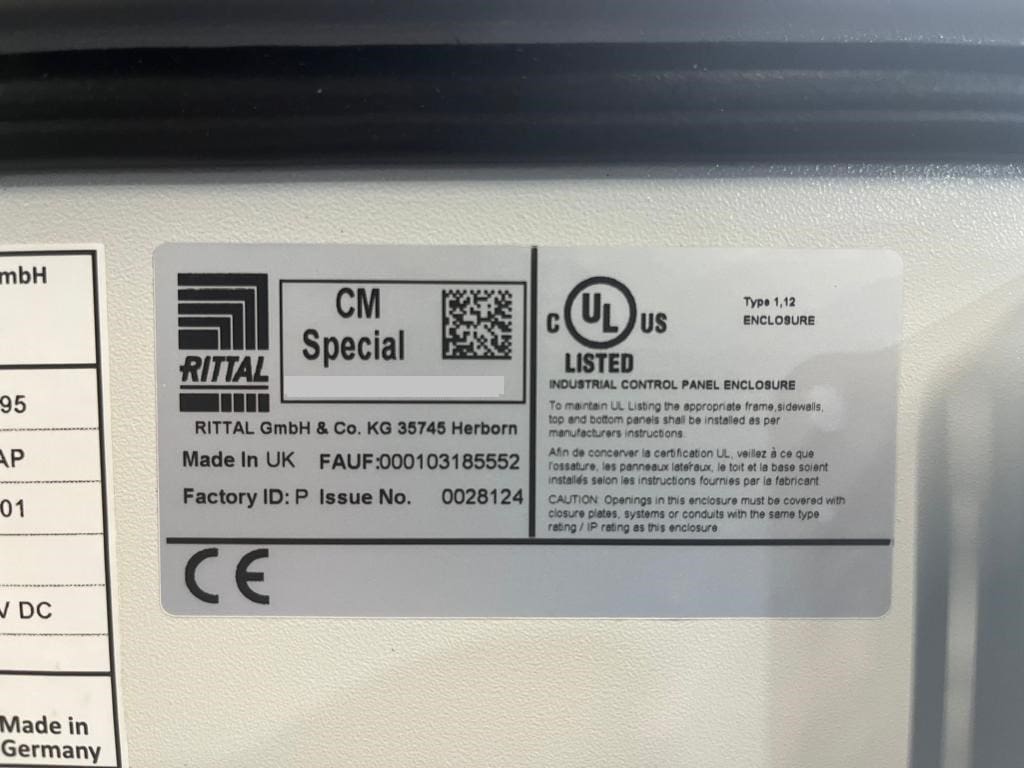 mbH
95
AP
01
V DC
Made in
Germany
RITTAL
CM
Special
RITTAL GmbH & Co. KG 35745 Herborn
Made In UK FAUF:000103185552
Factory ID: P Issue No. 0028124
CE
C UL US
LISTED
Type 1,12
ENCLOSURE
INDUSTRIAL CONTROL PANEL ENCLOSURE
To maintain UL Listing the appropriate frame,sidewalls,
top and bottom panels shall be installed as per
manufacturers instructions.
Afin de concerver la certification UL, veillez à ce que
l'ossature, les panneaux lateŕaux, le toit et la base soient
installés selon les instructions fournies par la fabricant
CAUTION: Openings in this enclosure must be covered with
closure plates, systems or conduits with the same type
rating / IP rating as this enclosure